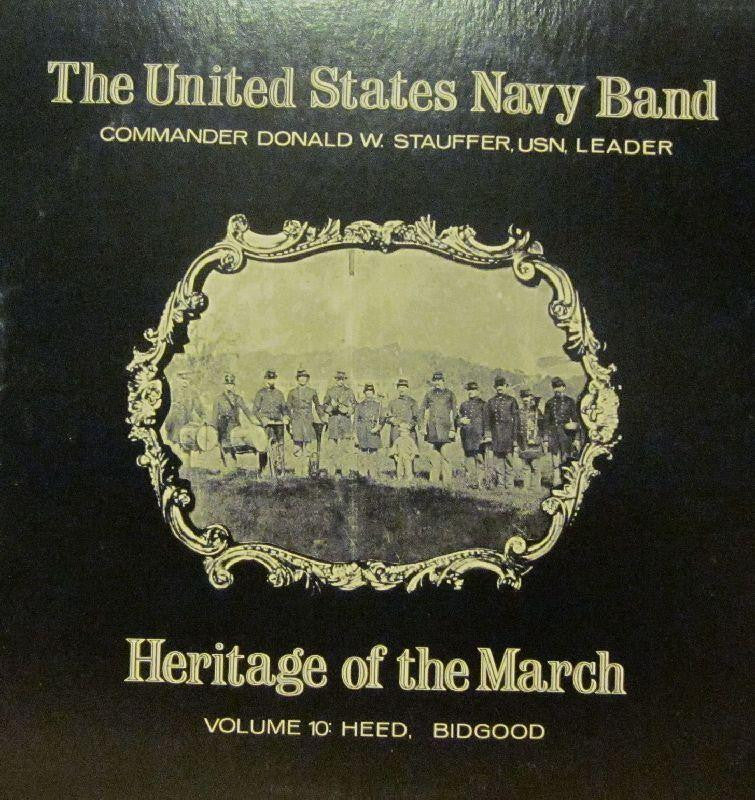 The United States Navy Band
COMMANDER DONALD W. STAUFFER, USN, LEADER
Heritage of the March
VOLUME 10: HEED, BIDGOOD